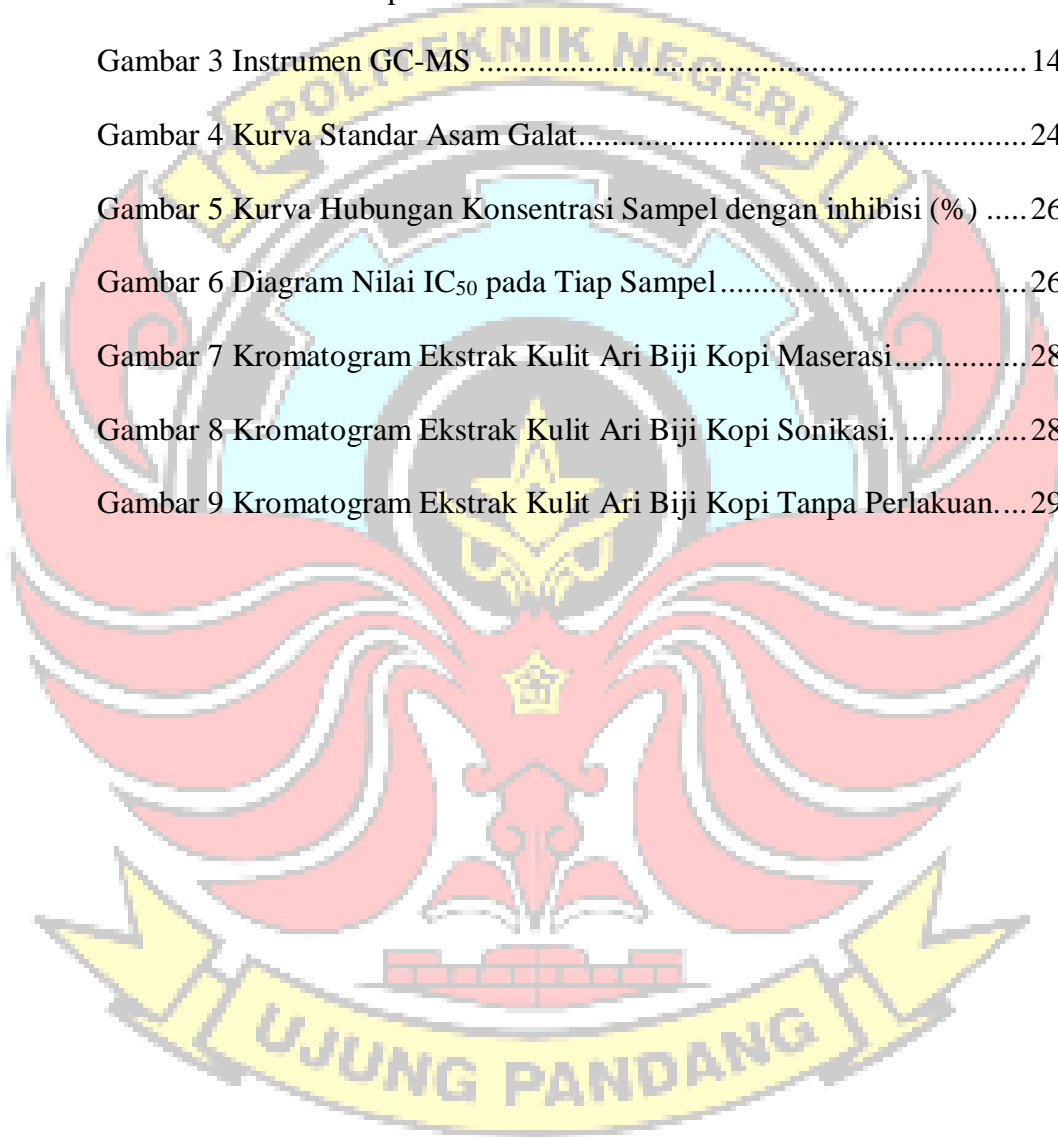 Gambar 3 Instrumen GC-MS ................................................................ 14
Gambar 4 Kurva Standar Asam Galat..................................................... 24
Gambar 5 Kurva Hubungan Konsentrasi Sampel dengan inhibisi (%) ..... 26
Gambar 6 Diagram Nilai IC₅₀ pada Tiap Sampel .................................... 26
Gambar 7 Kromatogram Ekstrak Kulit Ari Biji Kopi Maserasi ............... 28
Gambar 8 Kromatogram Ekstrak Kulit Ari Biji Kopi Sonikasi. ............... 28
Gambar 9 Kromatogram Ekstrak Kulit Ari Biji Kopi Tanpa Perlakuan.... 29
POLITEKNIK NEGERI
UJUNG PANDANG